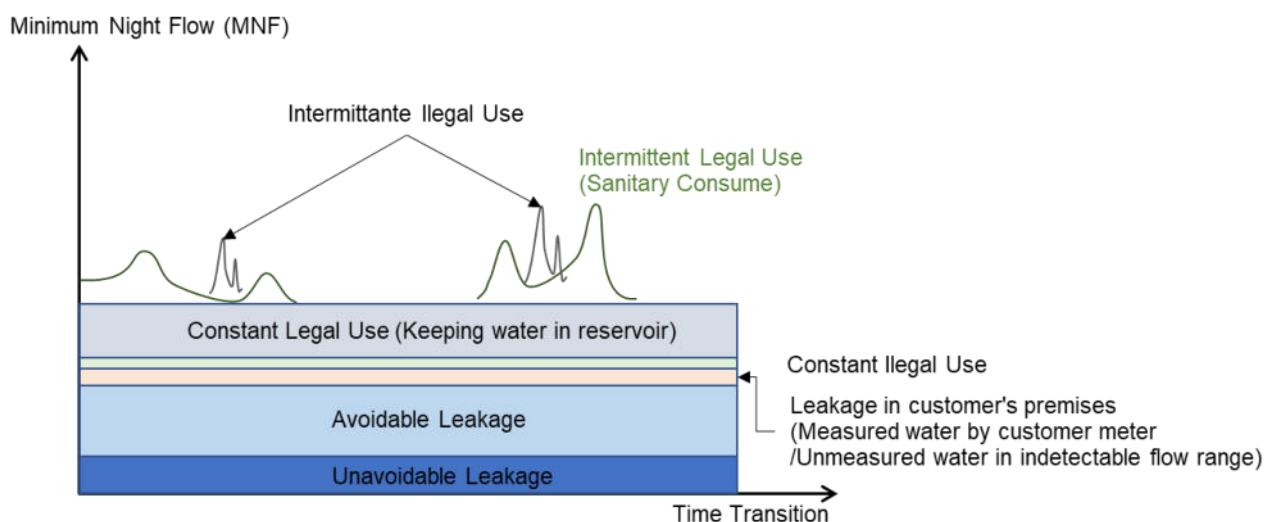 Minimum Night Flow (MNF)
Intermittante Ilegal Use
Intermittent Legal Use
(Sanitary Consume)
Constant Legal Use (Keeping water in reservoir)
Constant Ilegal Use
Leakage in customer's premises
(Measured water by customer meter
/Unmeasured water in indetectable flow range)
Avoidable Leakage
Unavoidable Leakage
Time Transition